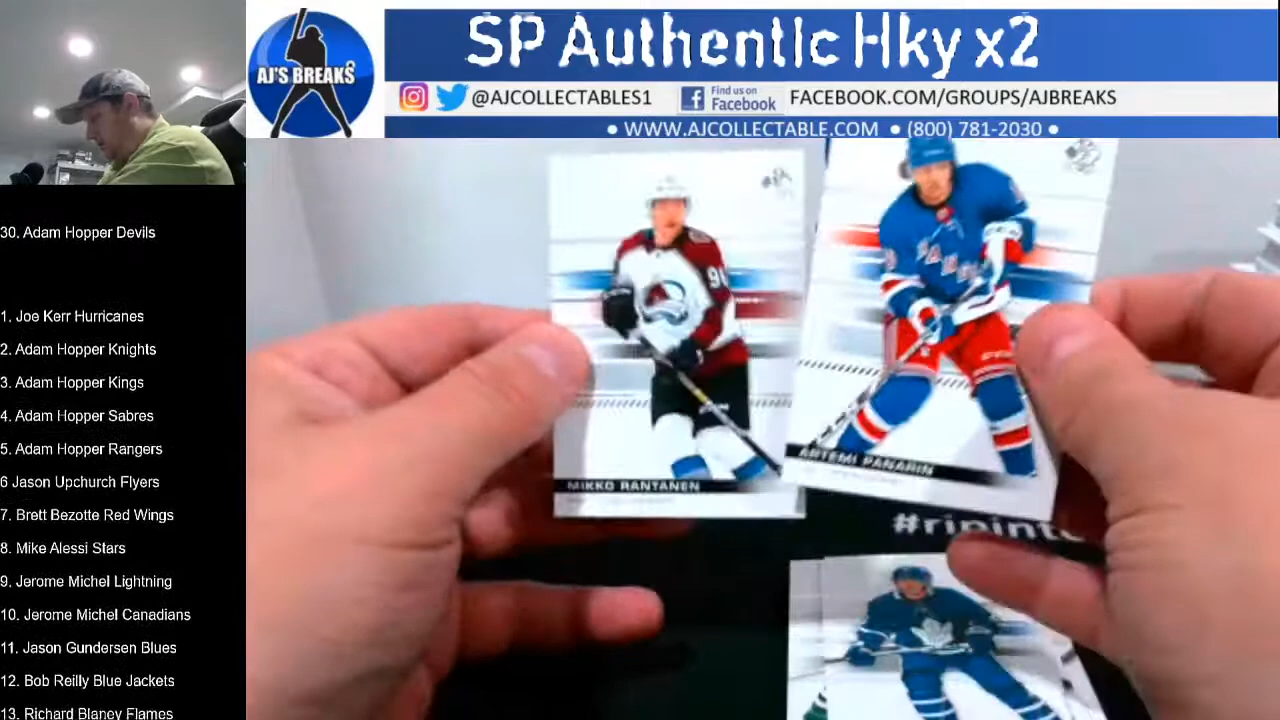 SP Authentic Hky x2
AJ'S BREAKS
@AJCOLLECTABLES1
Find us on
Facebook
FACEBOOK.COM/GROUPS/AJBREAKS
• WWW.AJCOLLECTABLE.COM • (800) 781-2030 •
30. Adam Hopper Devils
1. Joe Kerr Hurricanes
2. Adam Hopper Knights
3. Adam Hopper Kings
4. Adam Hopper Sabres
5. Adam Hopper Rangers
6 Jason Upchurch Flyers
7. Brett Bezotte Red Wings
8. Mike Alessi Stars
9. Jerome Michel Lightning
10. Jerome Michel Canadians
11. Jason Gundersen Blues
12. Bob Reilly Blue Jackets
13. Richard Blaney Flames
MIKKO RANTANEN
ARTEMI PANARIN